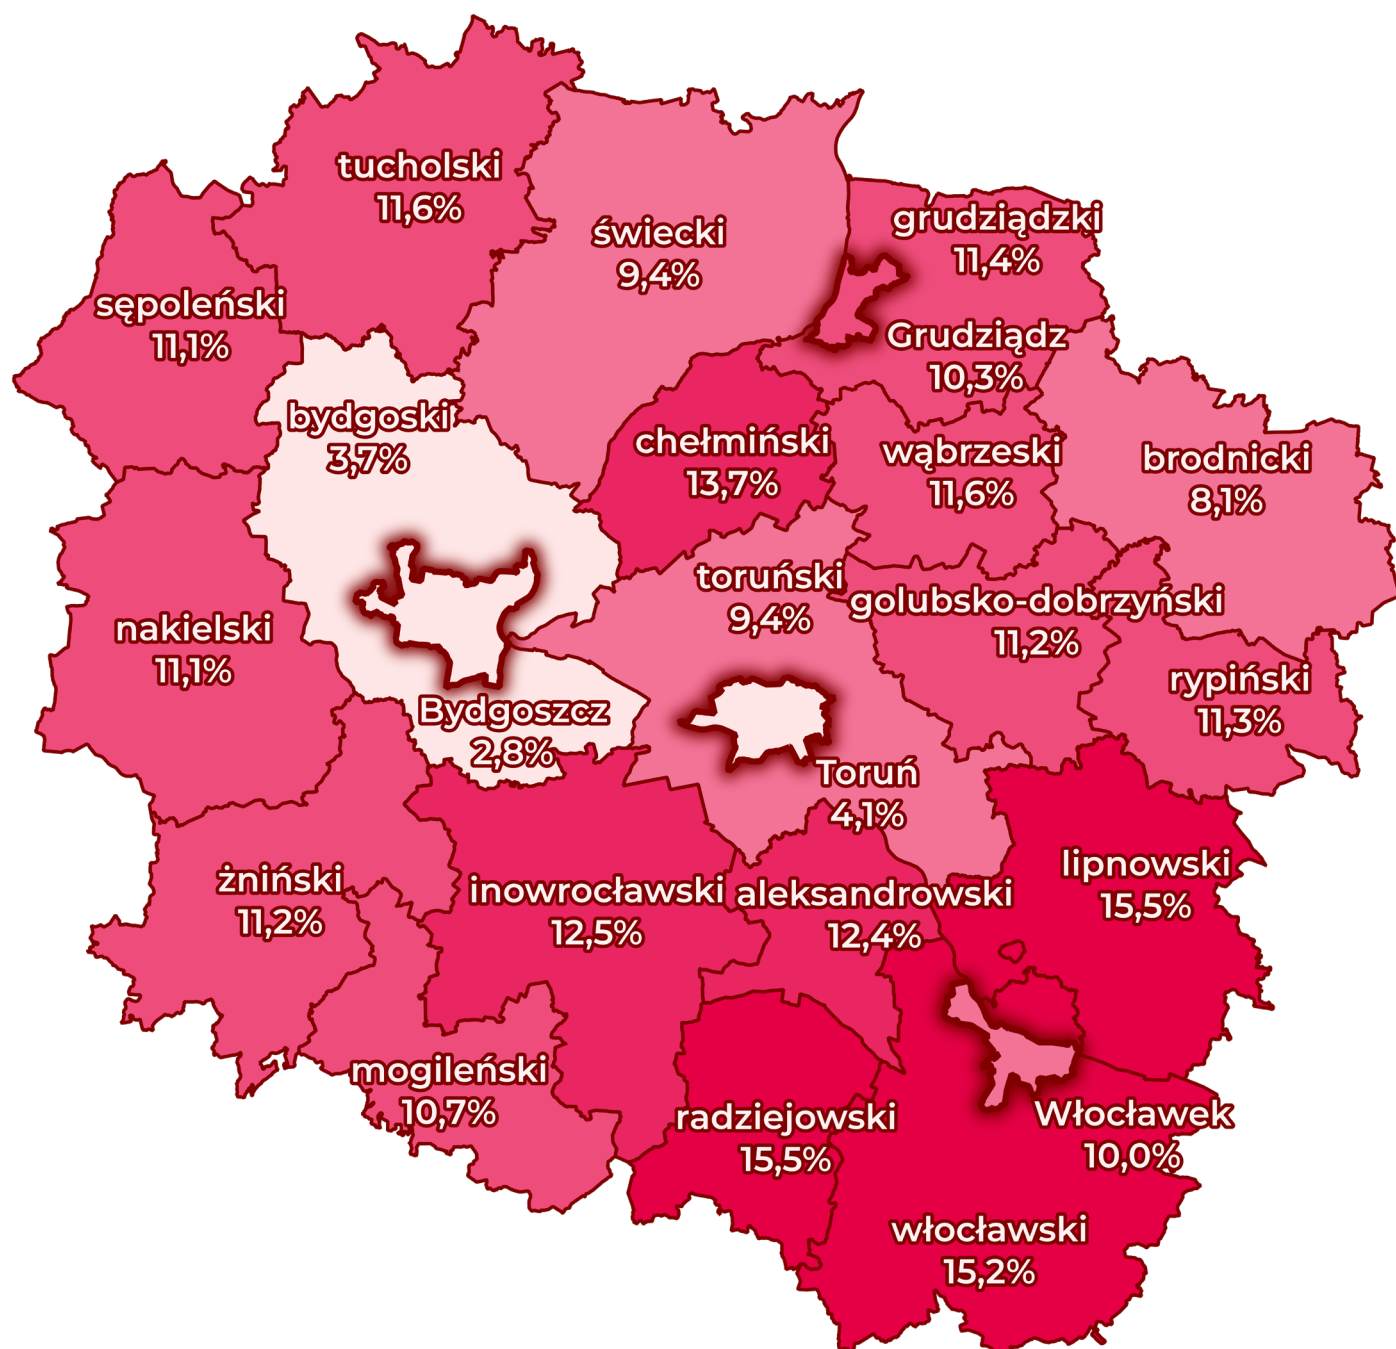 tucholski
11,6%
świecki
9,4%
grudziądzki
11,4%
sępoleński
11,1%
Grudziądz
10,3%
bydgoski
3,7%
chełmiński
13,7%
wąbrzeski
11,6%
brodnicki
8,1%
toruński
9,4%
golubsko-dobrzyński
11,2%
nakielski
11,1%
rypiński
11,3%
Bydgoszcz
2,8%
Toruń
4,1%
lipnowski
15,5%
żniński
11,2%
inowrocławski
12,5%
aleksandrowski
12,4%
mogileński
10,7%
radziejowski
15,5%
Włocławek
10,0%
włocławski
15,2%